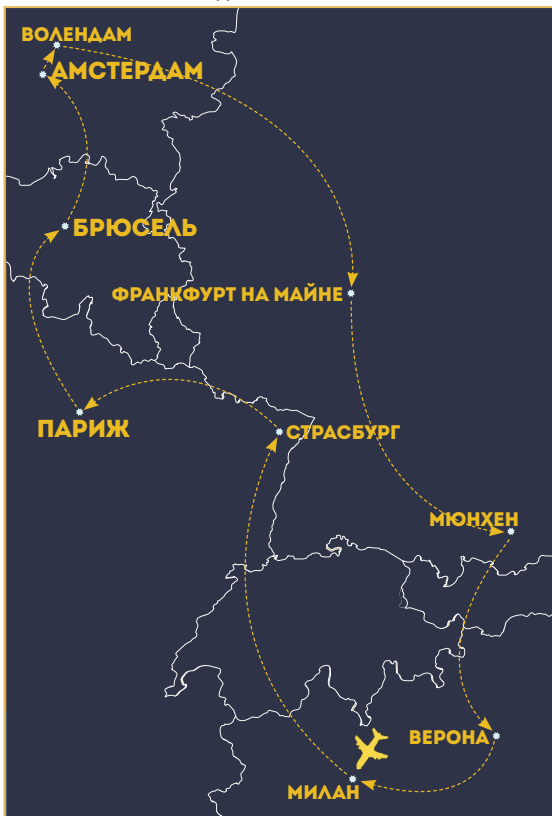 ВОЛЕНДАМ
АМСТЕРДАМ
БРЮСЕЛЬ
ФРАНКФУРТ НА МАЙНЕ
ПАРИЖ
СТРАСБУРГ
МЮНХЕН
ВЕРОНА
МИЛАН